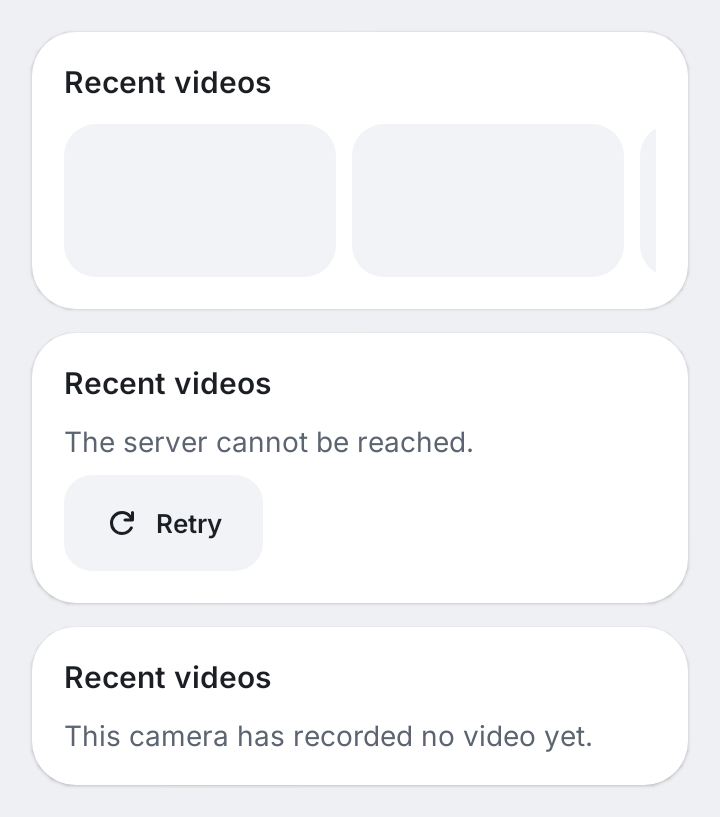 Recent videos
Recent videos
The server cannot be reached.
Retry
Recent videos
This camera has recorded no video yet.